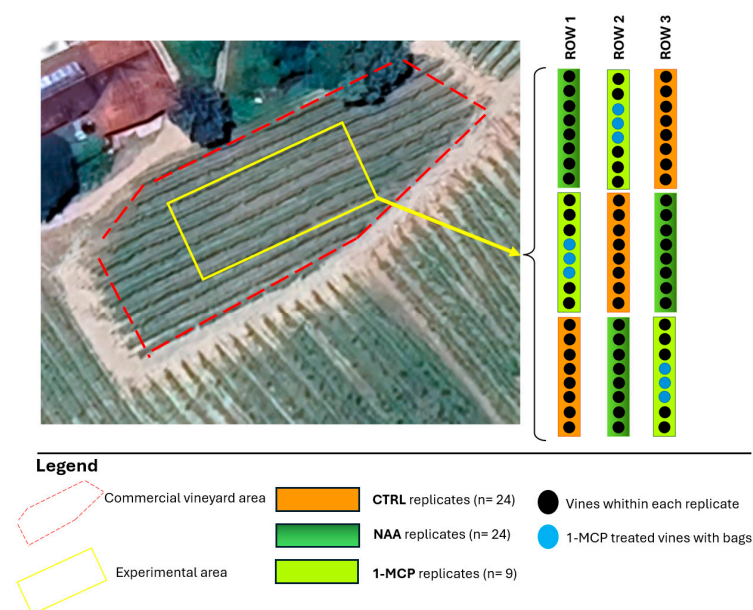 ROW 1
ROW 2
ROW 3
Legend
Commercial vineyard area
Experimental area
CTRL replicates (n= 24)
NAA replicates (n= 24)
1-MCP replicates (n= 9)
Vines whithin each replicate
1-MCP treated vines with bags